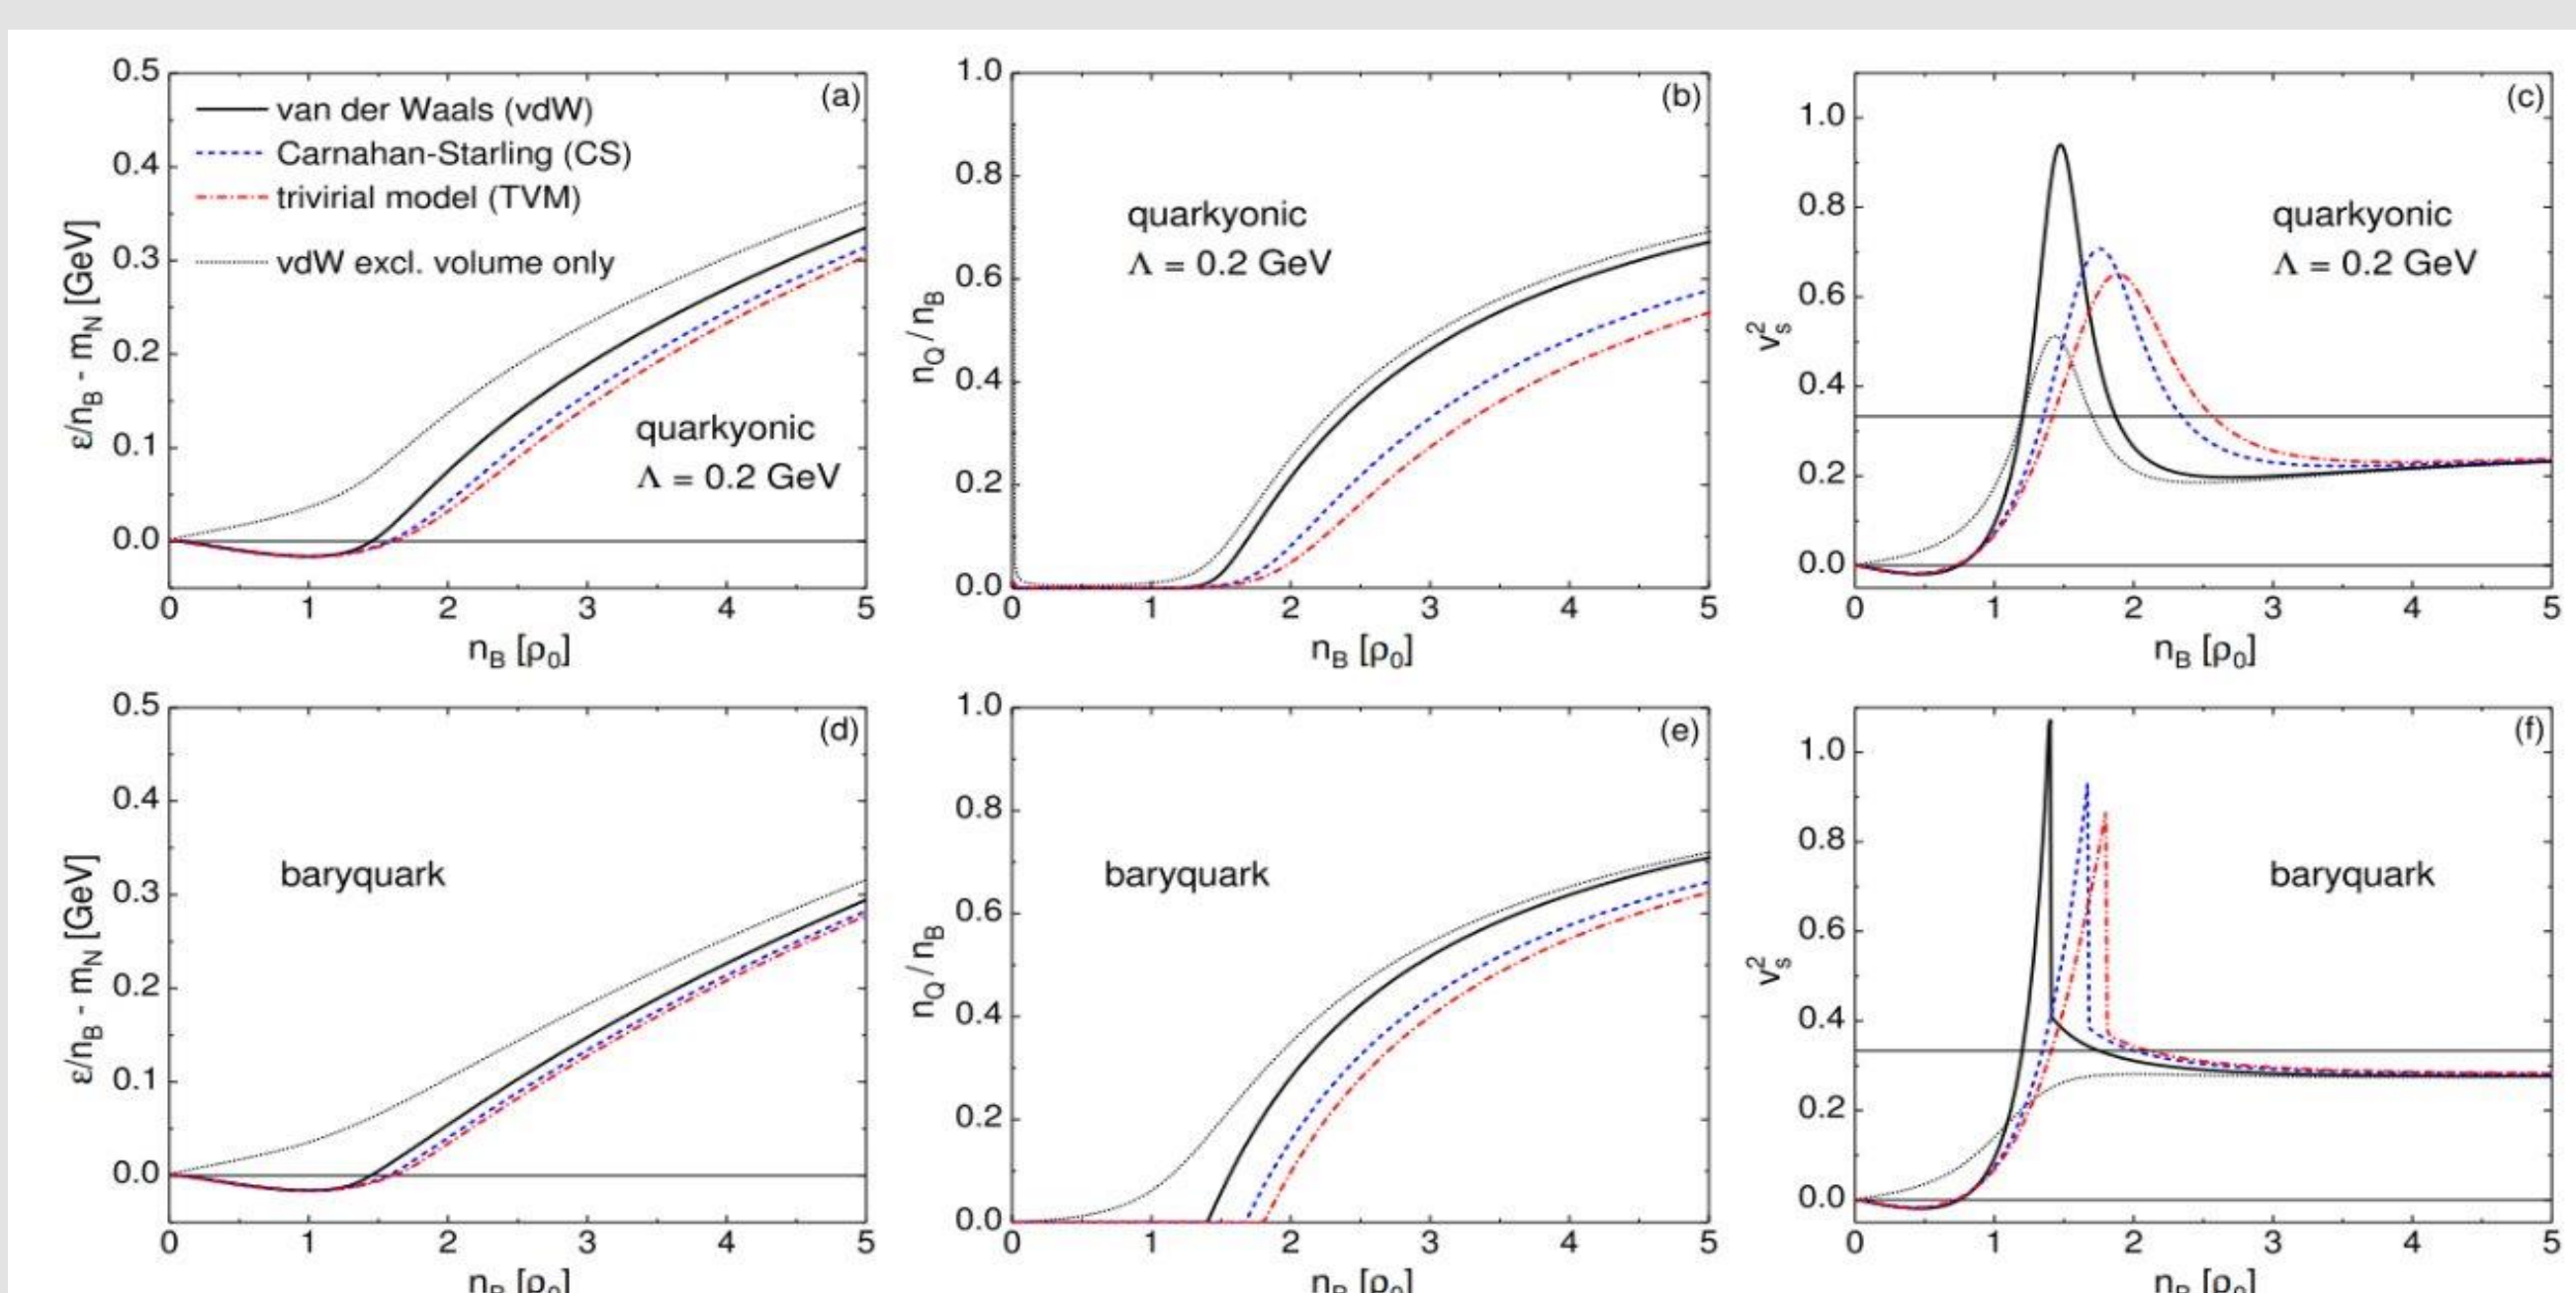 0.5
0.4
0.3
0.2
0.1
0.0
ε/n_B - m_N [GeV]
(a)
van der Waals (vdW)
Carnahan-Starling (CS)
trivirial model (TVM)
vdW excl. volume only
quarkyonic
Λ = 0.2 GeV
0 1 2 3 4 5
n_B [ρ_0]
1.0
0.8
0.6
0.4
0.2
0.0
n_Q / n_B
(b)
quarkyonic
Λ = 0.2 GeV
0 1 2 3 4 5
n_B [ρ_0]
1.0
0.8
0.6
0.4
0.2
0.0
v_s^2
(c)
quarkyonic
Λ = 0.2 GeV
0 1 2 3 4 5
n_B [ρ_0]
0.5
0.4
0.3
0.2
0.1
0.0
ε/n_B - m_N [GeV]
(d)
baryquark
0 1 2 3 4 5
n_B [ρ_0]
1.0
0.8
0.6
0.4
0.2
0.0
n_Q / n_B
(e)
baryquark
0 1 2 3 4 5
n_B [ρ_0]
1.0
0.8
0.6
0.4
0.2
0.0
v_s^2
(f)
baryquark
0 1 2 3 4 5
n_B [ρ_0]